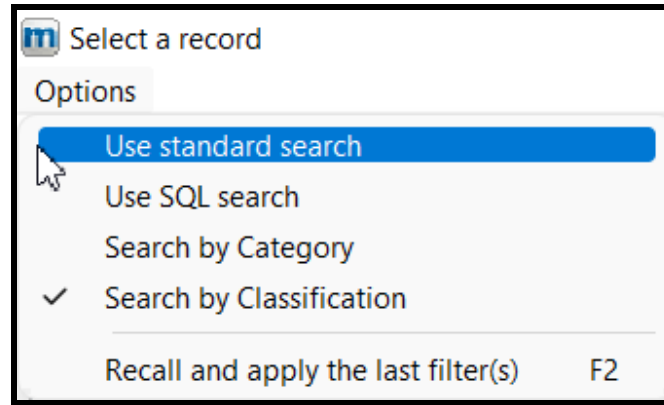 m Select a record
Options
Use standard search
Use SQL search
Search by Category
Search by Classification
Recall and apply the last filter(s) F2